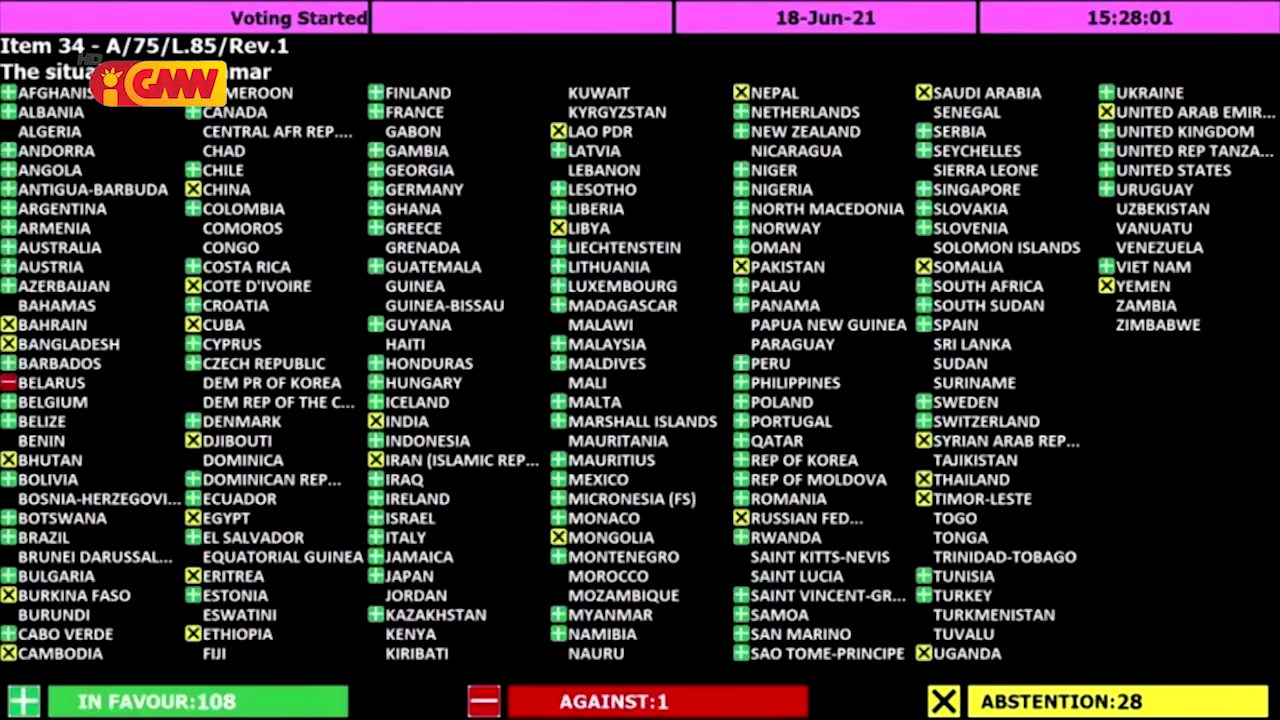 Voting Started 18-Jun-21 15:28:01
Item 34 - A/75/L.85/Rev.1
The situa mar
HD
GMW
AFGHANIS
ALBANIA
ALGERIA
ANDORRA
ANGOLA
ANTIGUA-BARBUDA
ARGENTINA
ARMENIA
AUSTRALIA
AUSTRIA
AZERBAIJAN
BAHAMAS
BAHRAIN
BANGLADESH
BARBADOS
BELARUS
BELGIUM
BELIZE
BENIN
BHUTAN
BOLIVIA
BOSNIA-HERZEGOVI...
BOTSWANA
BRAZIL
BRUNEI DARUSSAL...
BULGARIA
BURKINA FASO
BURUNDI
CABO VERDE
CAMBODIA
MEROON
CANADA
CENTRAL AFR REP....
CHAD
CHILE
CHINA
COLOMBIA
COMOROS
CONGO
COSTA RICA
COTE D'IVOIRE
CROATIA
CUBA
CYPRUS
CZECH REPUBLIC
DEM PR OF KOREA
DEM REP OF THE C...
DENMARK
DJIBOUTI
DOMINICA
DOMINICAN REP...
ECUADOR
EGYPT
EL SALVADOR
EQUATORIAL GUINEA
ERITREA
ESTONIA
ESWATINI
ETHIOPIA
FIJI
FINLAND
FRANCE
GABON
GAMBIA
GEORGIA
GERMANY
GHANA
GREECE
GRENADA
GUATEMALA
GUINEA
GUINEA-BISSAU
GUYANA
HAITI
HONDURAS
HUNGARY
ICELAND
INDIA
INDONESIA
IRAN (ISLAMIC REP...
IRAQ
IRELAND
ISRAEL
ITALY
JAMAICA
JAPAN
JORDAN
KAZAKHSTAN
KENYA
KIRIBATI
KUWAIT
KYRGYZSTAN
LAO PDR
LATVIA
LEBANON
LESOTHO
LIBERIA
LIBYA
LIECHTENSTEIN
LITHUANIA
LUXEMBOURG
MADAGASCAR
MALAWI
MALAYSIA
MALDIVES
MALI
MALTA
MARSHALL ISLANDS
MAURITANIA
MAURITIUS
MEXICO
MICRONESIA (FS)
MONACO
MONGOLIA
MONTENEGRO
MOROCCO
MOZAMBIQUE
MYANMAR
NAMIBIA
NAURU
NEPAL
NETHERLANDS
NEW ZEALAND
NICARAGUA
NIGER
NIGERIA
NORTH MACEDONIA
NORWAY
OMAN
PAKISTAN
PALAU
PANAMA
PAPUA NEW GUINEA
PARAGUAY
PERU
PHILIPPINES
POLAND
PORTUGAL
QATAR
REP OF KOREA
REP OF MOLDOVA
ROMANIA
RUSSIAN FED...
RWANDA
SAINT KITTS-NEVIS
SAINT LUCIA
SAINT VINCENT-GR...
SAMOA
SAN MARINO
SAO TOME-PRINCIPE
SAUDI ARABIA
SENEGAL
SERBIA
SEYCHELLES
SIERRA LEONE
SINGAPORE
SLOVAKIA
SLOVENIA
SOLOMON ISLANDS
SOMALIA
SOUTH AFRICA
SOUTH SUDAN
SPAIN
SRI LANKA
SUDAN
SURINAME
SWEDEN
SWITZERLAND
SYRIAN ARAB REP...
TAJIKISTAN
THAILAND
TIMOR-LESTE
TOGO
TONGA
TRINIDAD-TOBAGO
TUNISIA
TURKEY
TURKMENISTAN
TUVALU
UGANDA
UKRAINE
UNITED ARAB EMIR...
UNITED KINGDOM
UNITED REP TANZA...
UNITED STATES
URUGUAY
UZBEKISTAN
VANUATU
VENEZUELA
VIET NAM
YEMEN
ZAMBIA
ZIMBABWE
IN FAVOUR:108 AGAINST:1 ABSTENTION:28